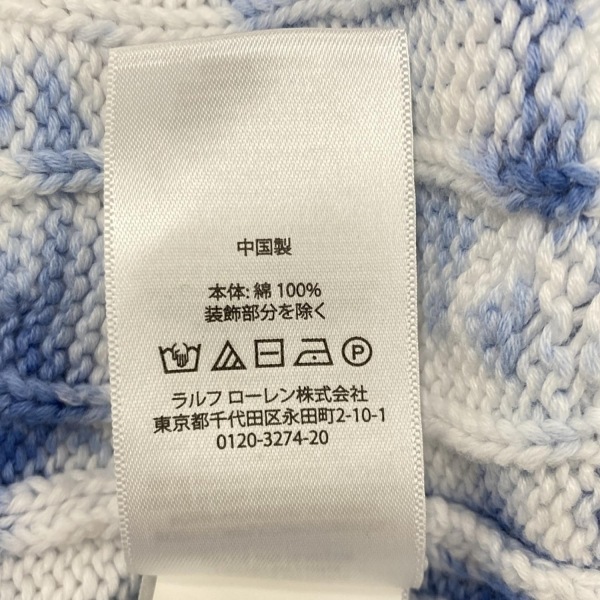 中国製
本体: 綿 100%
装飾部分を除く
P
ラルフ ローレン株式会社
東京都千代田区永田町2-10-1
0120-3274-20